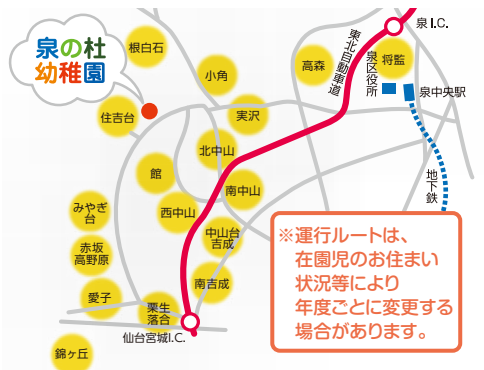 泉の杜
幼稚園
根白石
小角
高森
東北自動車道
泉I.C.
将監
泉区役所
泉中央駅
地下鉄
住吉台
実沢
北中山
館
南中山
西中山
みやぎ
台
中山台
吉成
赤坂
高野原
南吉成
愛子
栗生
落合
仙台宮城I.C.
錦ヶ丘
※運行ルートは、
在園児のお住まい
状況等により
年度ごとに変更する
場合があります。